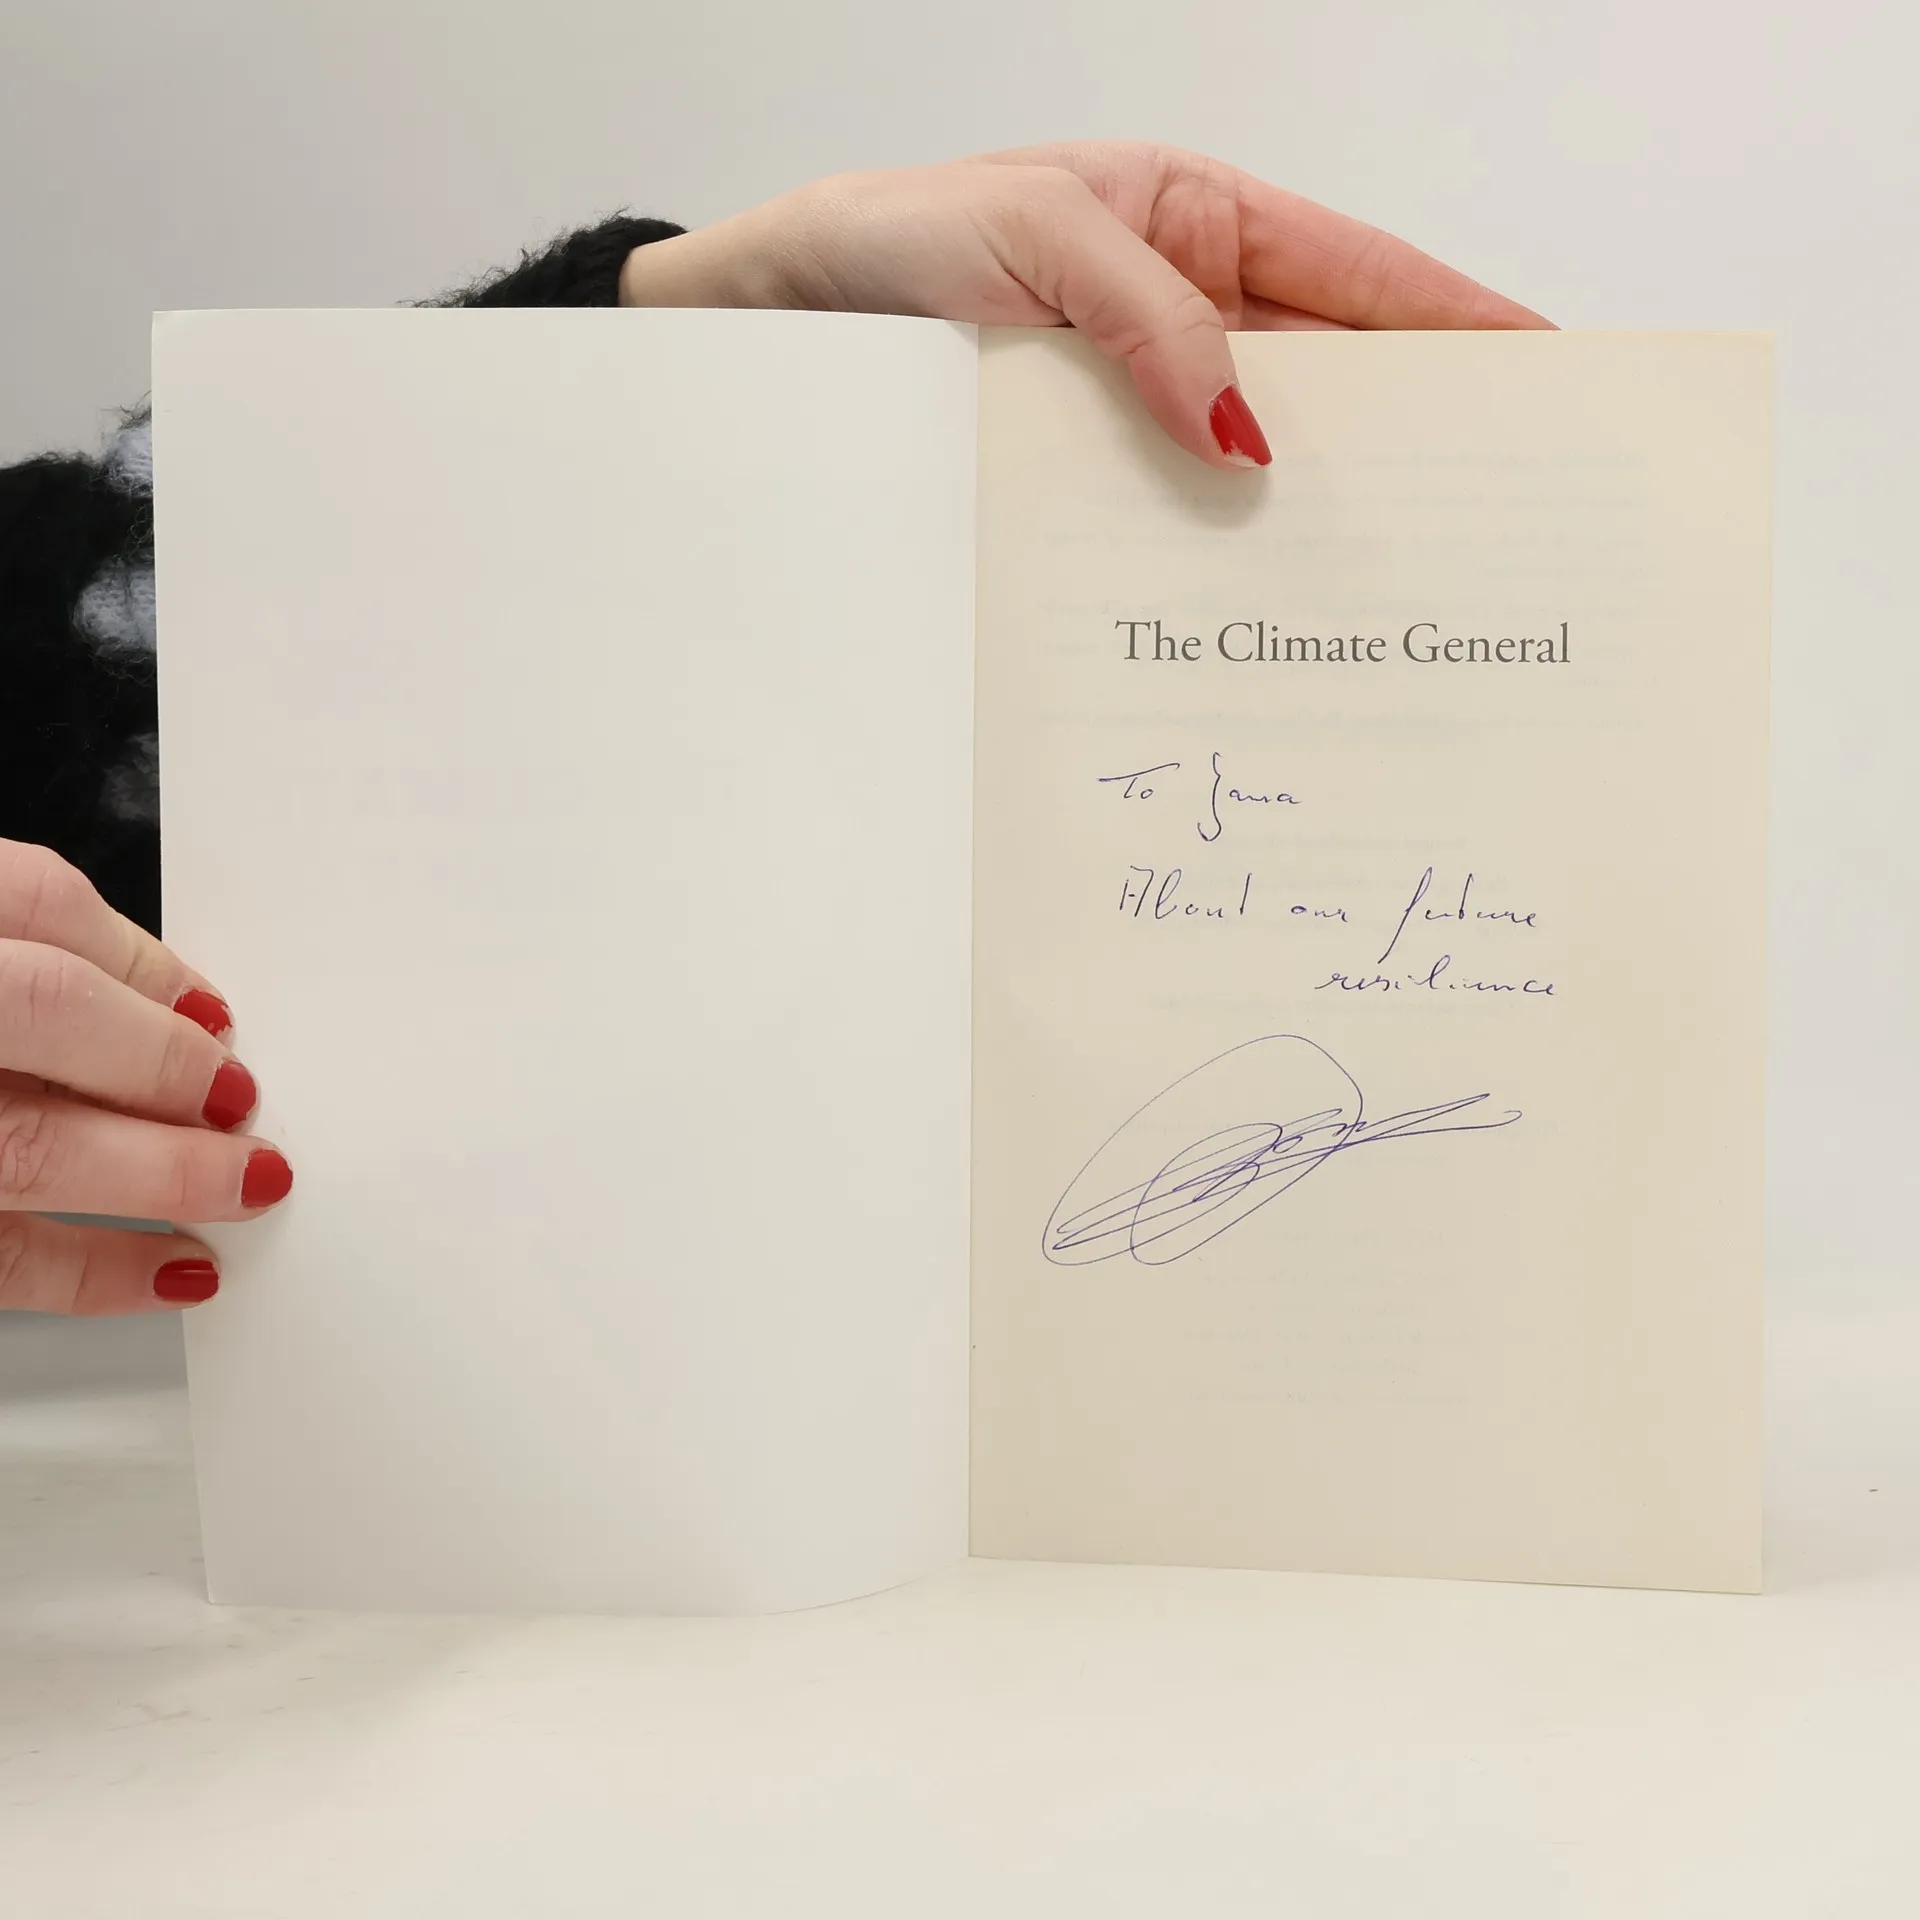 The Climate General
To Jana
About our future
resilience